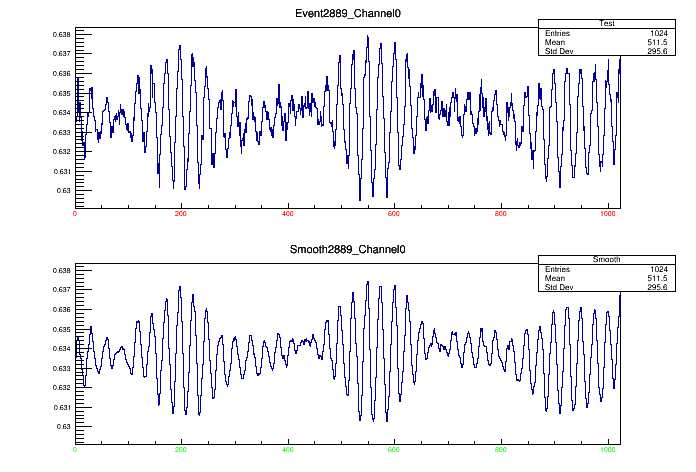 Event2889_Channel0
Test
Entries 1024
Mean 511.5
Std Dev 295.6
0.638
0.637
0.636
0.635
0.634
0.633
0.632
0.631
0.63
0 200 400 600 800 1000
Smooth2889_Channel0
Smooth
Entries 1024
Mean 511.5
Std Dev 295.6
0.638
0.637
0.636
0.635
0.634
0.633
0.632
0.631
0.63
0 200 400 600 800 1000